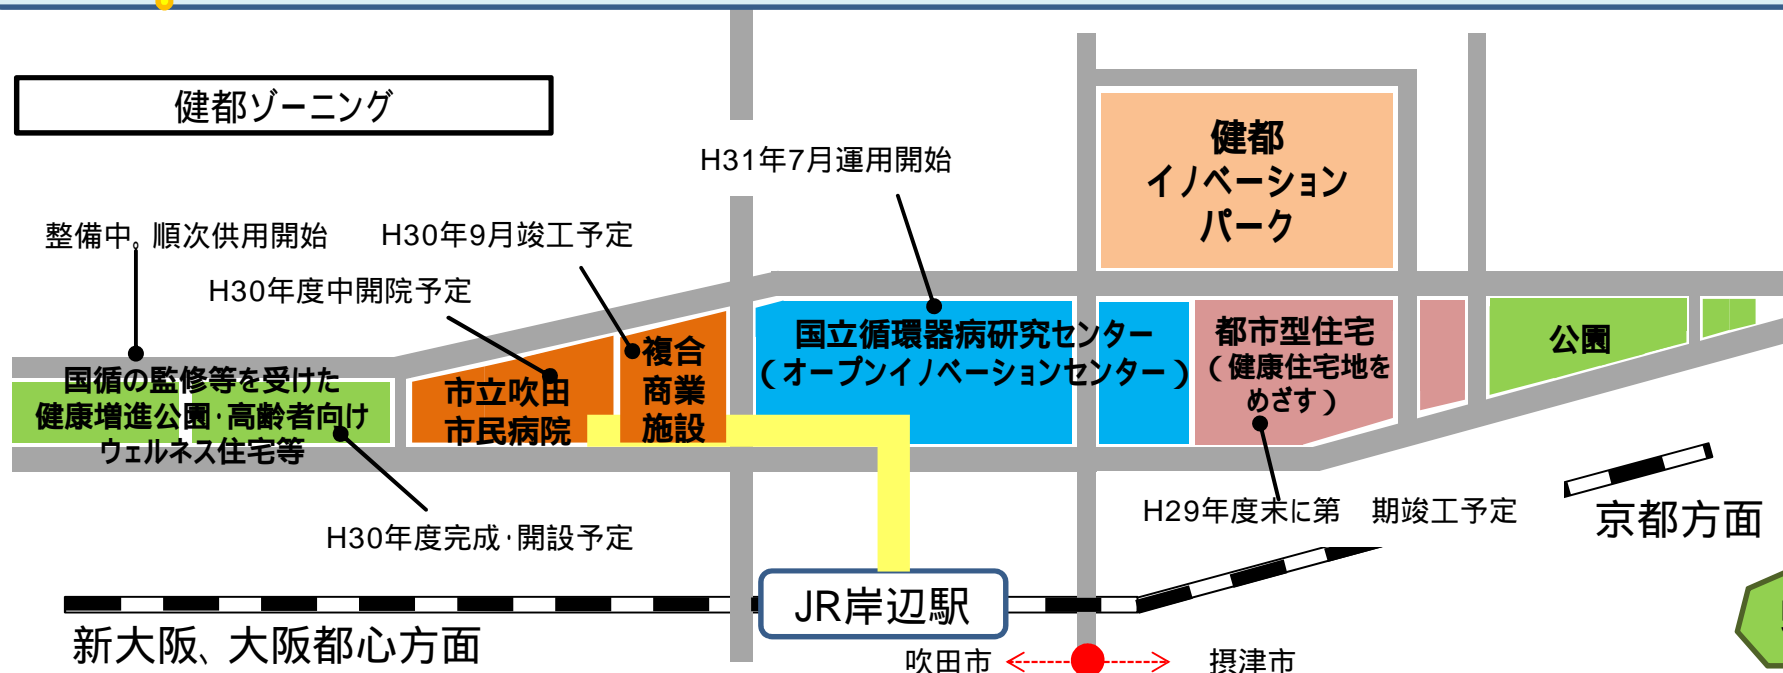 健都ゾーニング
H31年7月運用開始
健都
イノベーション
パーク
整備中。順次供用開始
H30年9月竣工予定
H30年度中開院予定
国循の監修等を受けた
健康増進公園・高齢者向け
ウェルネス住宅等
市立吹田
市民病院
複合
商業
施設
国立循環器病研究センター
（オープンイノベーションセンター）
都市型住宅
（健康住宅地を
めざす）
公園
H30年度完成・開設予定
H29年度末に第　期竣工予定
京都方面
JR岸辺駅
新大阪、大阪都心方面
吹田市
摂津市